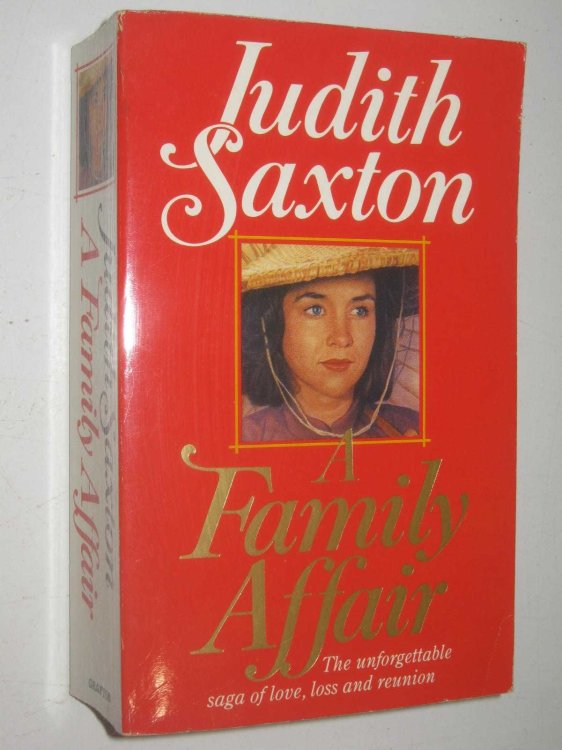 Judith
Saxton
A
Family
Affair
The unforgettable
saga of love, loss and reunion
Judith Saxton
A Family Affair
GRAFTON